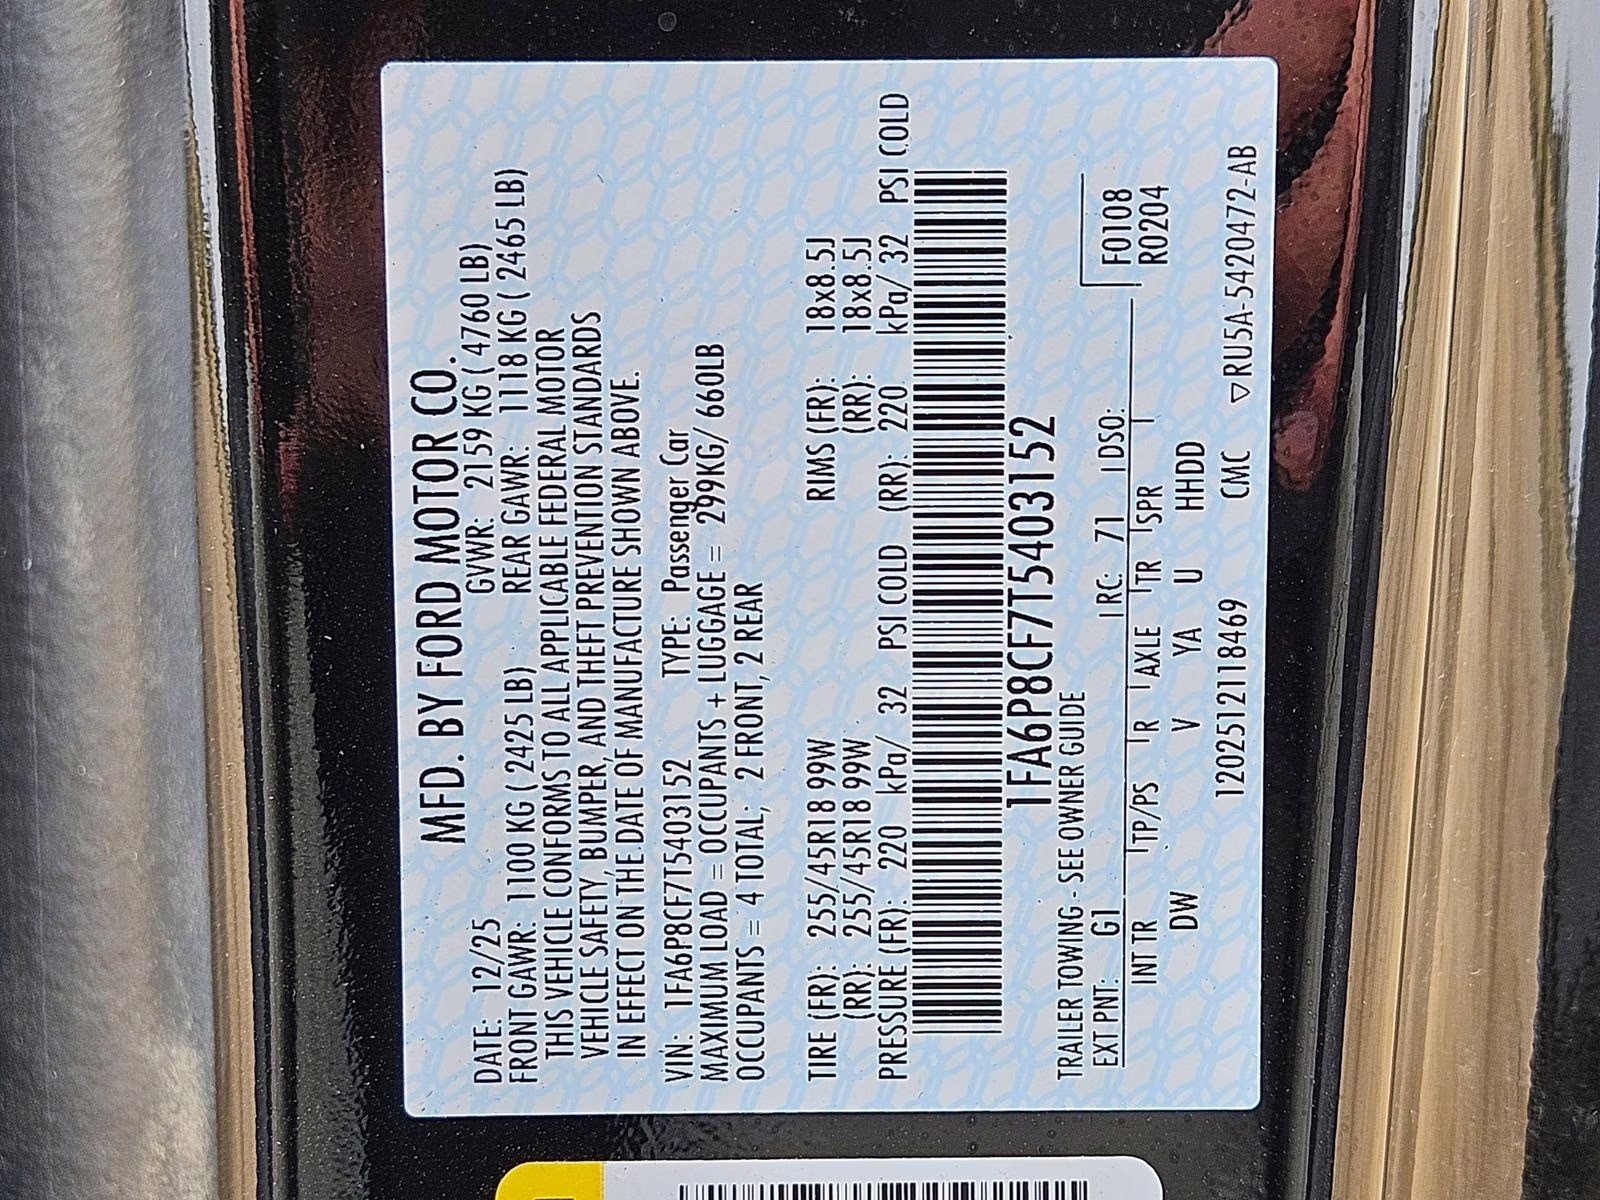 MFD. BY FORD MOTOR CO.
DATE: 12/25 GVWR: 2159 KG ( 4760 LB)
FRONT GAWR: 1100 KG ( 2425 LB) REAR GAWR: 1118 KG ( 2465 LB)
THIS VEHICLE CONFORMS TO ALL APPLICABLE FEDERAL MOTOR
VEHICLE SAFETY, BUMPER, AND THEFT PREVENTION STANDARDS
IN EFFECT ON THE DATE OF MANUFACTURE SHOWN ABOVE.
VIN: 1FA6P8CF7T5403152 TYPE: Passenger Car
MAXIMUM LOAD = OCCUPANTS + LUGGAGE = 299KG/ 660LB
OCCUPANTS = 4 TOTAL; 2 FRONT, 2 REAR
TIRE (FR): 255/45R18 99W RIMS (FR): 18x8.5J
(RR): 255/45R18 99W (RR): 18x8.5J
PRESSURE (FR): 220 kPa/ 32 PSI COLD (RR): 220 kPa/ 32 PSI COLD
1FA6P8CF7T5403152
TRAILER TOWING - SEE OWNER GUIDE
EXT PNT: G1 RC: 71 DSO: F0108
INT TR TP/PS R AXLE TR SPR R0204
DW V YA U HHDD
12025121118469 CMC ▽RU5A-5420472-AB